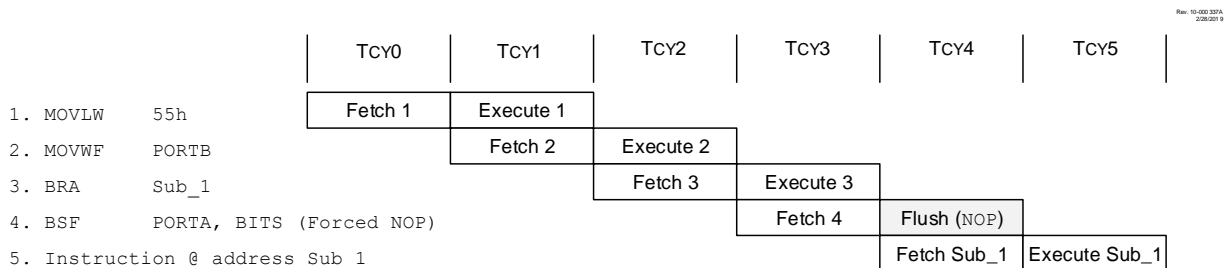 Rev. 10-000 337A
2/28/201 9
TCY0 TCY1 TCY2 TCY3 TCY4 TCY5
1. MOVLW 55h Fetch 1 Execute 1
2. MOVWF PORTB Fetch 2 Execute 2
3. BRA Sub_1 Fetch 3 Execute 3
4. BSF PORTA, BITS (Forced NOP) Fetch 4 Flush (NOP)
5. Instruction @ address Sub 1 Fetch Sub_1 Execute Sub_1